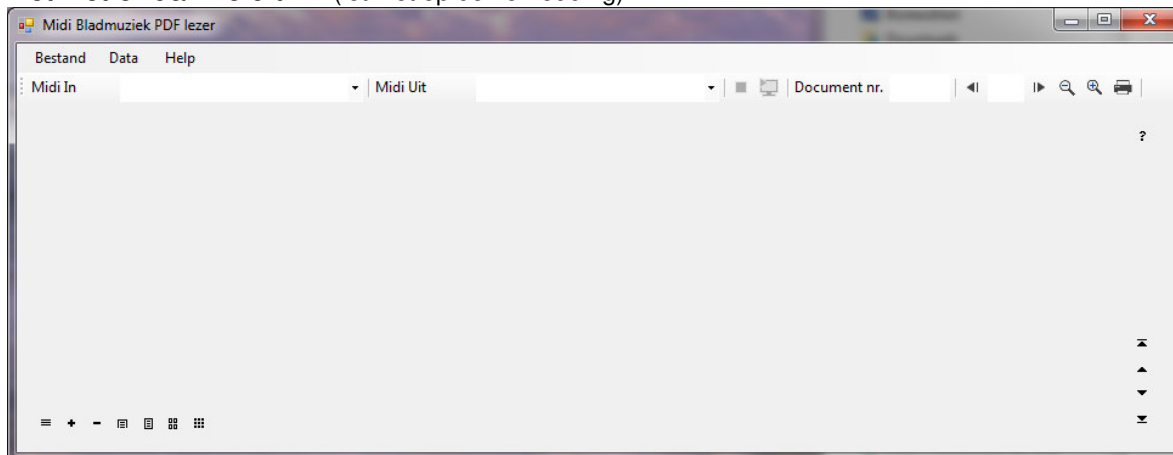 Midi Bladmuziek PDF lezer
Bestand Data Help
Midi In Midi Uit Document nr.
?